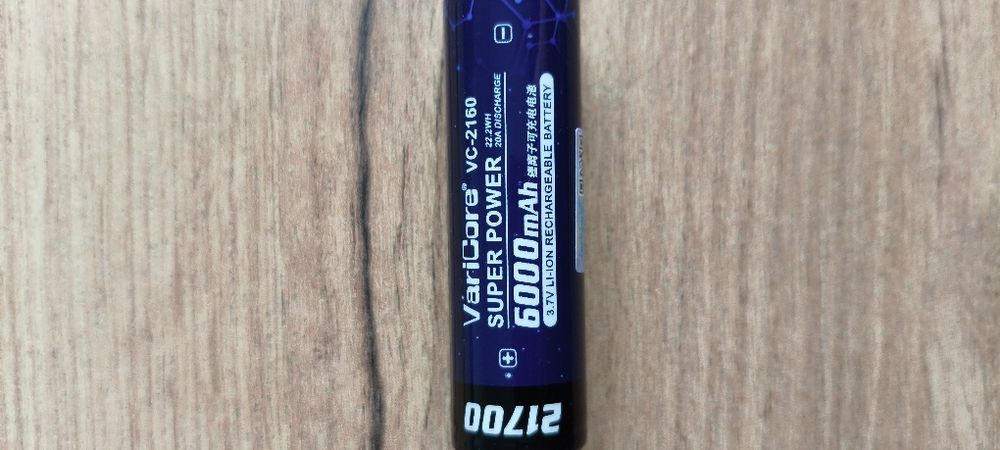 VariCore® VC-2160
SUPER POWER
22.2WH
20A DISCHARGE
6000mAh 锂离子可充电电池
3.7V LI-ION RECHARGEABLE BATTERY
21700